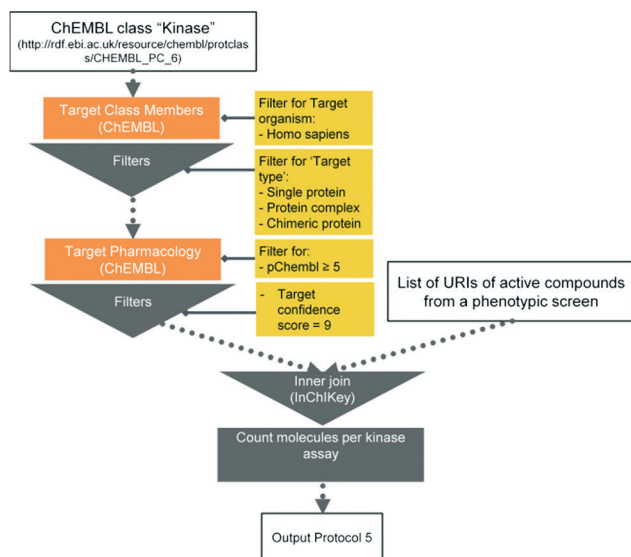 ChEMBL class “Kinase”
(http://rdf.ebi.ac.uk/resource/chembl/protclas
s/CHEMBL_PC_6)
Target Class Members
(ChEMBL)
Filter for Target
organism:
- Homo sapiens
Filters
Filter for ‘Target
type’:
- Single protein
- Protein complex
- Chimeric protein
Target Pharmacology
(ChEMBL)
Filter for:
- pChembl ≥ 5
Filters
- Target
confidence
score = 9
List of URIs of active compounds
from a phenotypic screen
Inner join
(InChIKey)
Count molecules per kinase
assay
Output Protocol 5